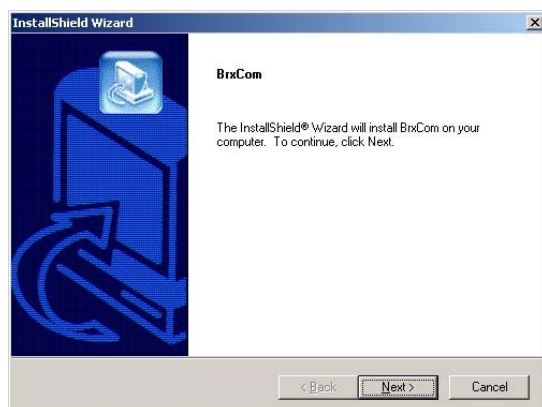 InstallShield Wizard
BrxCom
The InstallShield® Wizard will install BrxCom on your
computer. To continue, click Next.
< Back
Next >
Cancel